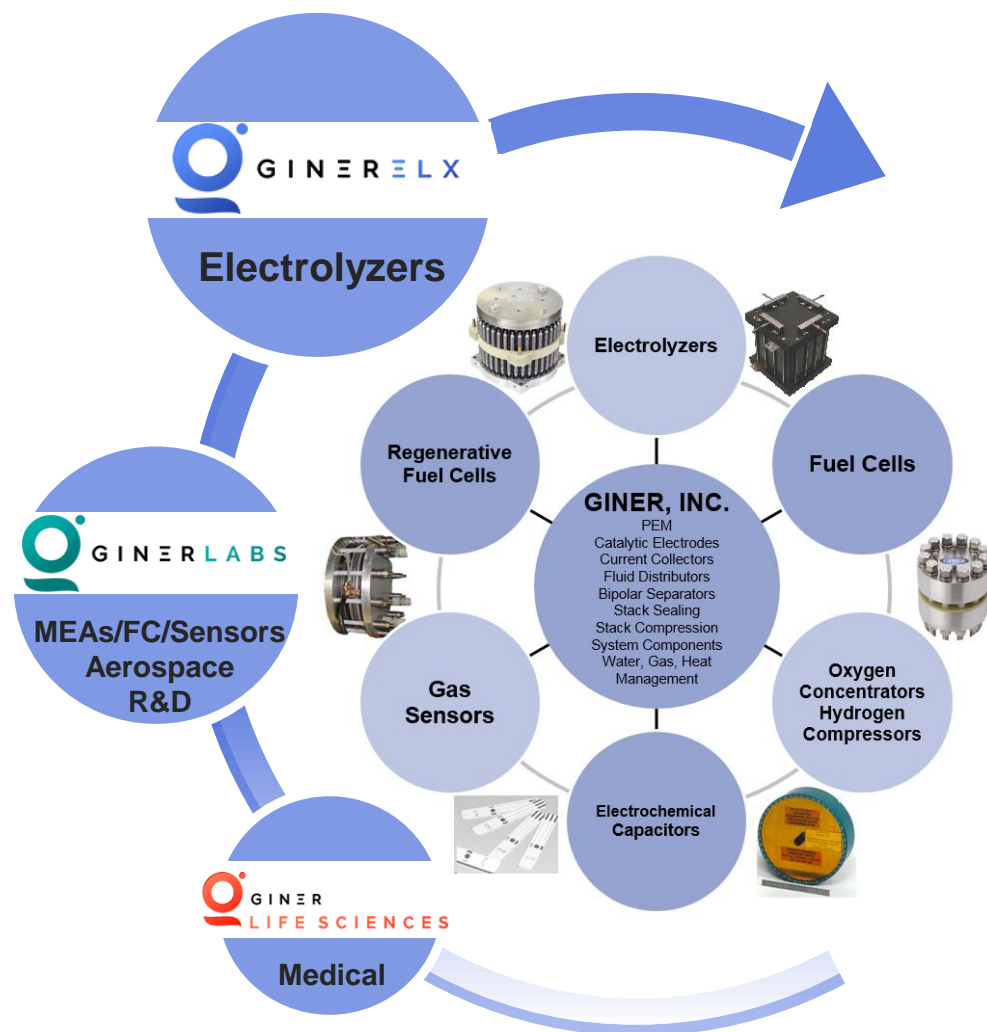 GINERELX
Electrolyzers
GINERLABS
MEAs/FC/Sensors
Aerospace
R&D
GINER
LIFE SCIENCES
Medical
Electrolyzers
Fuel Cells
Oxygen
Concentrators
Hydrogen
Compressors
Electrochemical
Capacitors
Gas
Sensors
Regenerative
Fuel Cells
GINER, INC.
PEM
Catalytic Electrodes
Current Collectors
Fluid Distributors
Bipolar Separators
Stack Sealing
Stack Compression
System Components
Water, Gas, Heat
Management